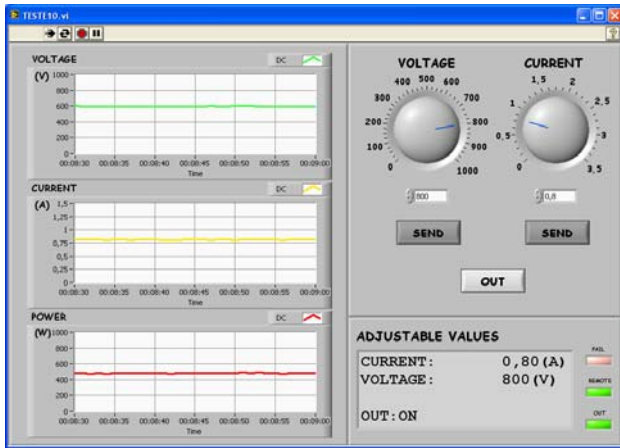 TESTE10.vi
?
VOLTAGE DC
(V) 1000
800
600
400
200
0
00:08:30 00:08:35 00:08:40 00:08:45 00:08:50 00:08:55 00:09:00
Time
CURRENT DC
(A) 1,5
1,25
1
0,75
0,5
0,25
0
00:08:30 00:08:35 00:08:40 00:08:45 00:08:50 00:08:55 00:09:00
Time
POWER DC
(W) 1000
800
600
400
200
0
00:08:30 00:08:35 00:08:40 00:08:45 00:08:50 00:08:55 00:09:00
Time
VOLTAGE
400 500 600
300 700
200 800
100 900
0 1000
800
SEND
CURRENT
1,5 2
1 2,5
0,5 3
0 3,5
0,8
SEND
OUT
ADJUSTABLE VALUES
CURRENT: 0,80 (A)
VOLTAGE: 800 (V)
OUT: ON
FAIL
REMOTE
OUT